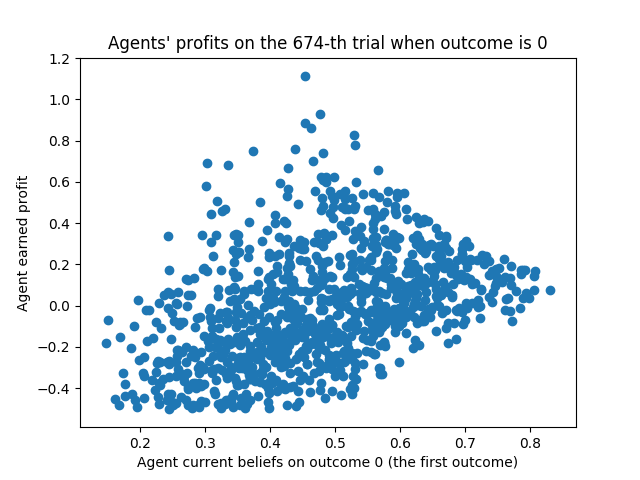 Agents' profits on the 674-th trial when outcome is 0
1.2
1.0
0.8
0.6
0.4
0.2
0.0
−0.2
−0.4
Agent earned profit
0.2 0.3 0.4 0.5 0.6 0.7 0.8
Agent current beliefs on outcome 0 (the first outcome)